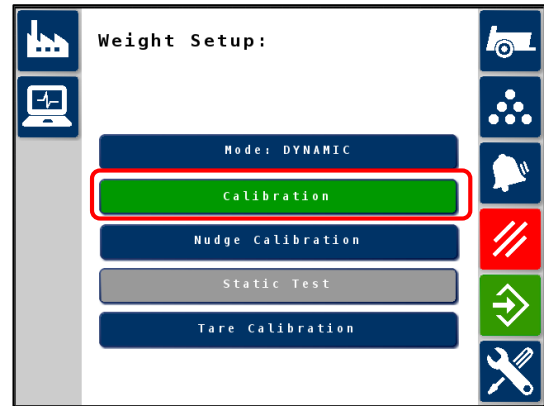 Weight Setup:
Mode: DYNAMIC
Calibration
Nudge Calibration
Static Test
Tare Calibration